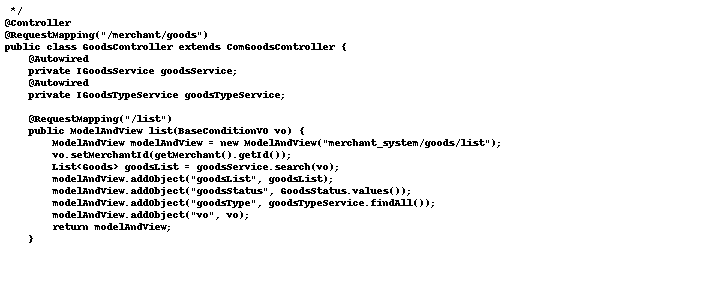 */
@Controller
@RequestMapping("/merchant/goods")
public class GoodsController extends ComGoodsController {
@Autowired
private IGoodsService goodsService;
@Autowired
private IGoodsTypeService goodsTypeService;
@RequestMapping("/list")
public ModelAndView list(BaseConditionVO vo) {
ModelAndView modelAndView = new ModelAndView("merchant_system/goods/list");
vo.setMerchantId(getMerchant().getId());
List<Goods> goodsList = goodsService.search(vo);
modelAndView.addObject("goodsList", goodsList);
modelAndView.addObject("goodsStatus", GoodsStatus.values());
modelAndView.addObject("goodsType", goodsTypeService.findAll());
modelAndView.addObject("vo", vo);
return modelAndView;
}